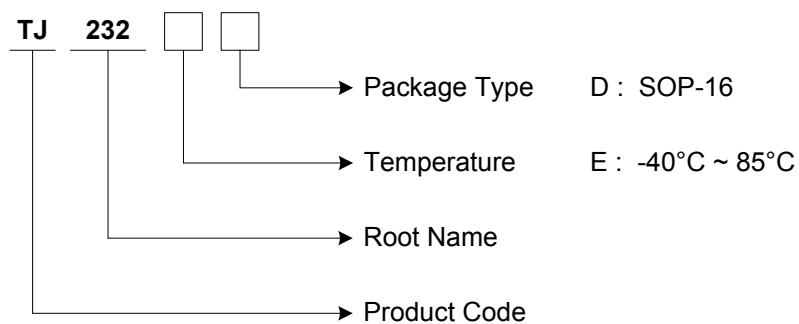 TJ 232
Package Type D : SOP-16
Temperature E : -40°C ~ 85°C
Root Name
Product Code